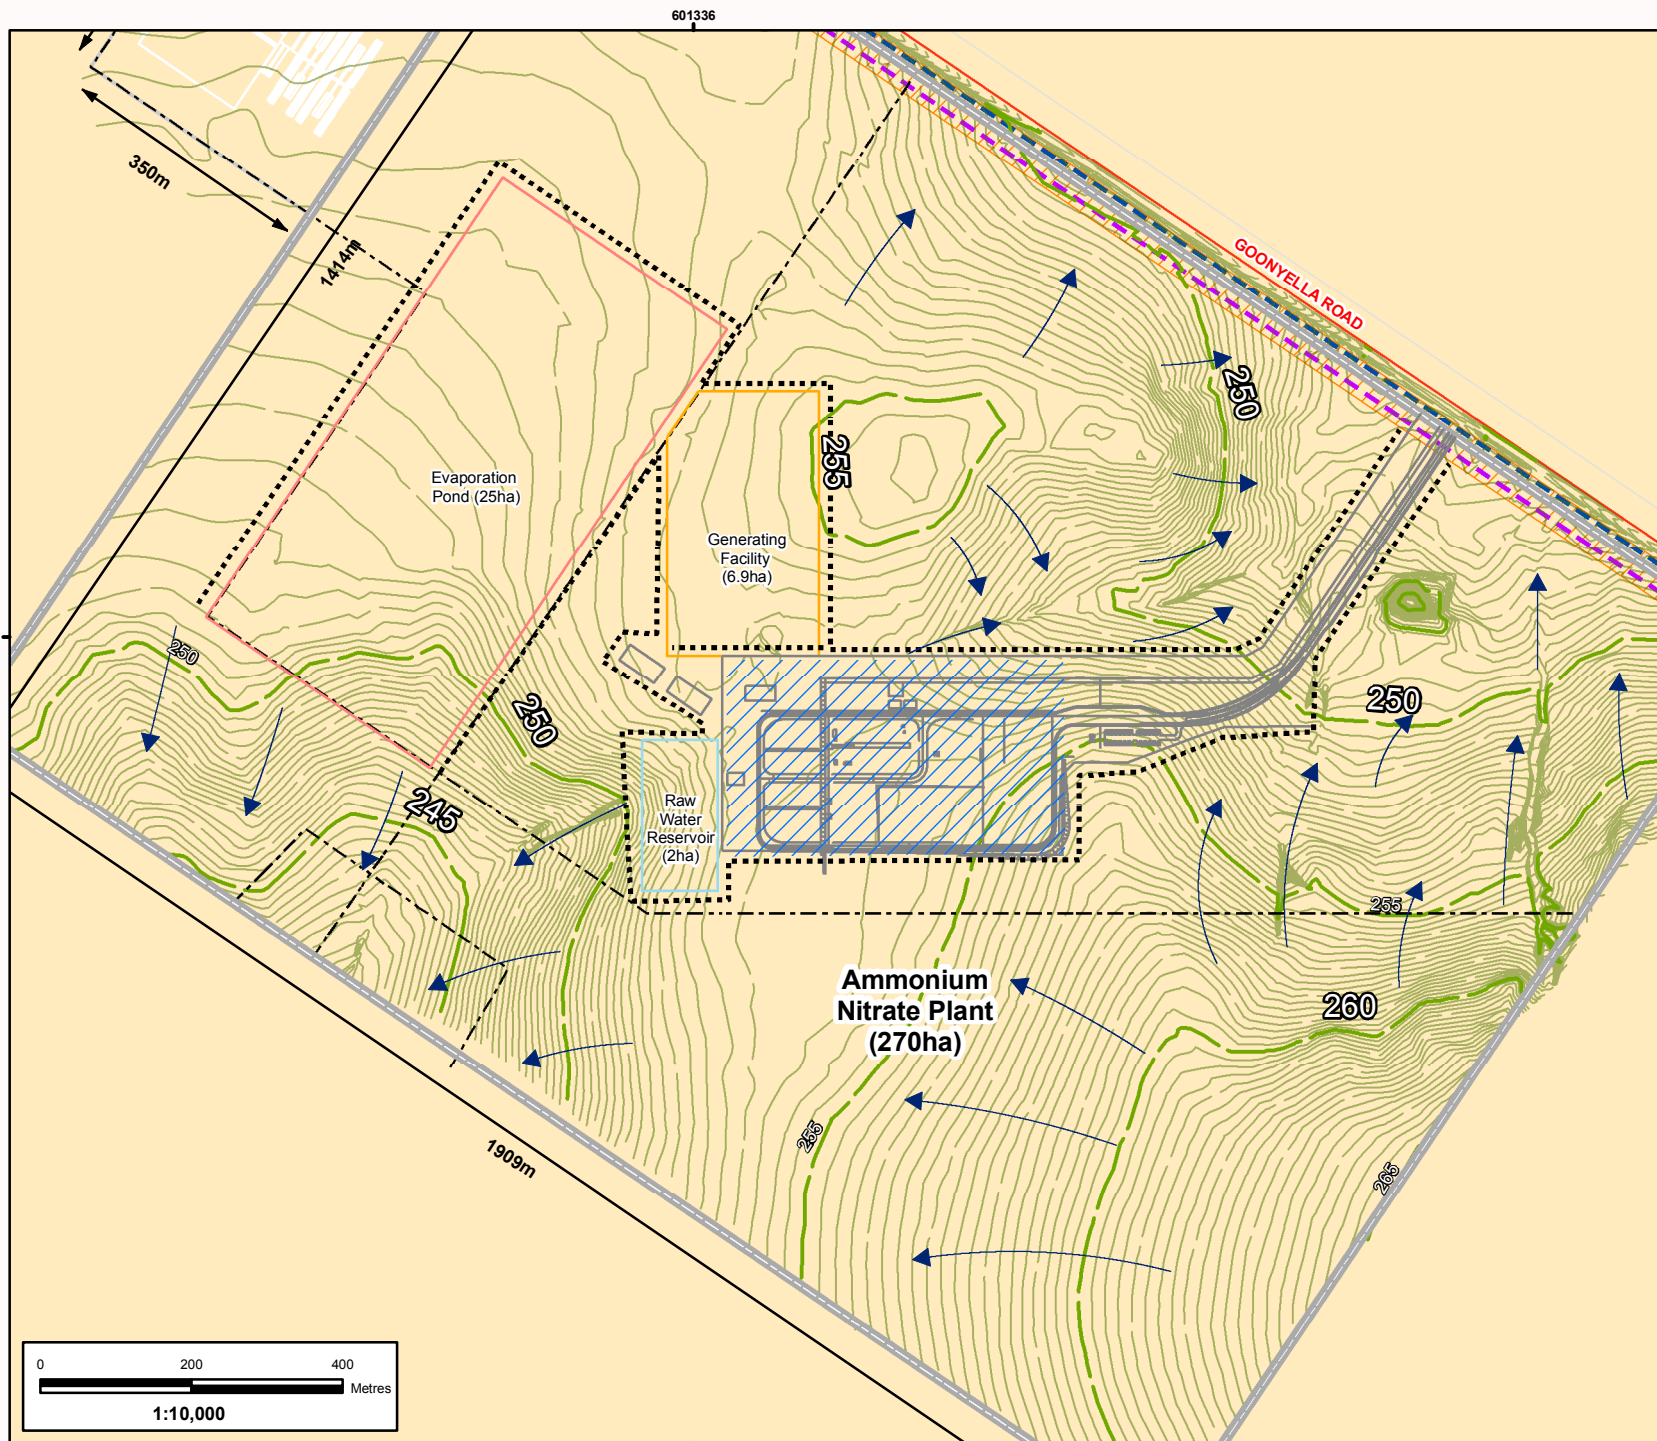 601336
350m
1414m
GOONYELLA ROAD
250
255
Evaporation
Pond (25ha)
Generating
Facility
(6.9ha)
250
250
250
245
Raw
Water
Reservoir
(2ha)
255
Ammonium
Nitrate Plant
(270ha)
260
255
1909m
265
0 200 400
Metres
1:10,000